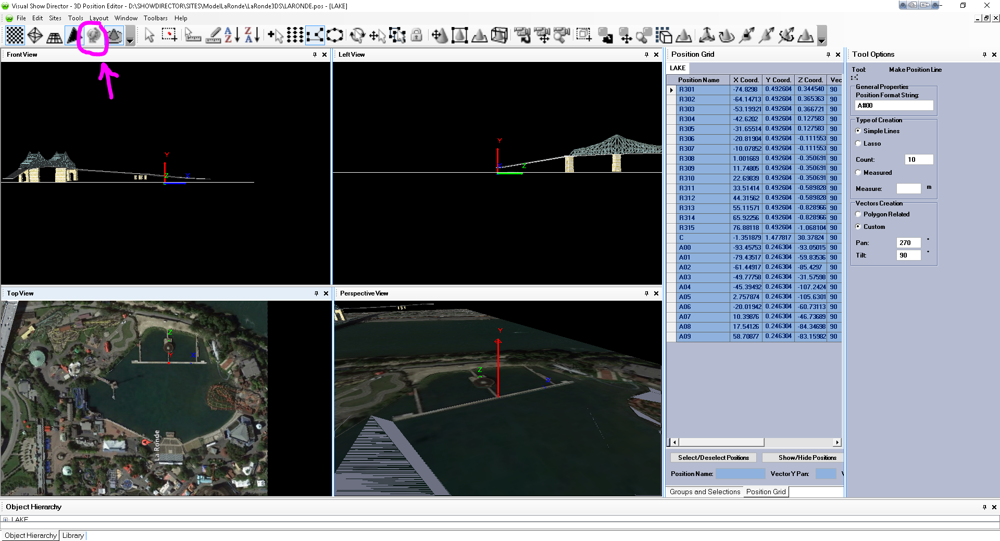 Visual Show Director - 3D Position Editor - D:\SHOWDIRECTOR\SITES\ModelLaRonde\LaRonde3DS\LARONDE.pos - [LAKE]
File Edit Sites Tools Layout Window Toolbars Help
Front View
Left View
Position Grid
Tool Options
LAKE
Position Name X Coord. Y Coord. Z Coord. Vec
R301 -74.8298 0.492604 0.344540 90
R302 -64.14713 0.492604 0.365363 90
R303 -53.19921 0.492604 0.366721 90
R304 -42.6202 0.492604 0.127583 90
R305 -31.65514 0.492604 0.127583 90
R306 -20.81904 0.492604 -0.111553 90
R307 -10.07852 0.492604 -0.111553 90
R308 1.001669 0.492604 -0.350691 90
R309 11.74805 0.492604 -0.350691 90
R310 22.69839 0.492604 -0.350691 90
R311 33.51414 0.492604 -0.589828 90
R312 44.31562 0.492604 -0.589828 90
R313 55.11571 0.492604 -0.828966 90
R314 65.92256 0.492604 -0.828966 90
R315 76.88118 0.492604 -1.068104 90
C -1.351879 1.477817 30.37824 90
A00 -93.45753 0.246304 -93.05015 90
A01 -79.43517 0.246304 -59.83536 90
A02 -61.44917 0.246304 -85.4297 90
A03 -49.77758 0.246304 -31.57598 90
A04 -45.39492 0.246304 -107.2424 90
A05 2.757874 0.246304 -105.6301 90
A06 -20.01942 0.246304 -60.73113 90
A07 10.39876 0.246304 -46.73689 90
A08 17.54126 0.246304 -84.34698 90
A09 58.70877 0.246304 -83.15982 90
Select/Deselect Positions
Show/Hide Positions
Position Name:
Vector Y Pan:
V
Groups and Selections
Position Grid
Tool: Make Position Line
General Properties
Position Format String:
A#00
Type of Creation
Simple Lines
Lasso
Count: 10
Measured
Measure: m
Vectors Creation
Polygon Related
Custom
Pan: 270 °
Tilt: 90 °
Y
Z
X
Y
X
Z
Top View
Perspective View
Z
Y
X
La Ronde
Y
Z
X
Object Hierarchy
LAKE
Object Hierarchy
Library